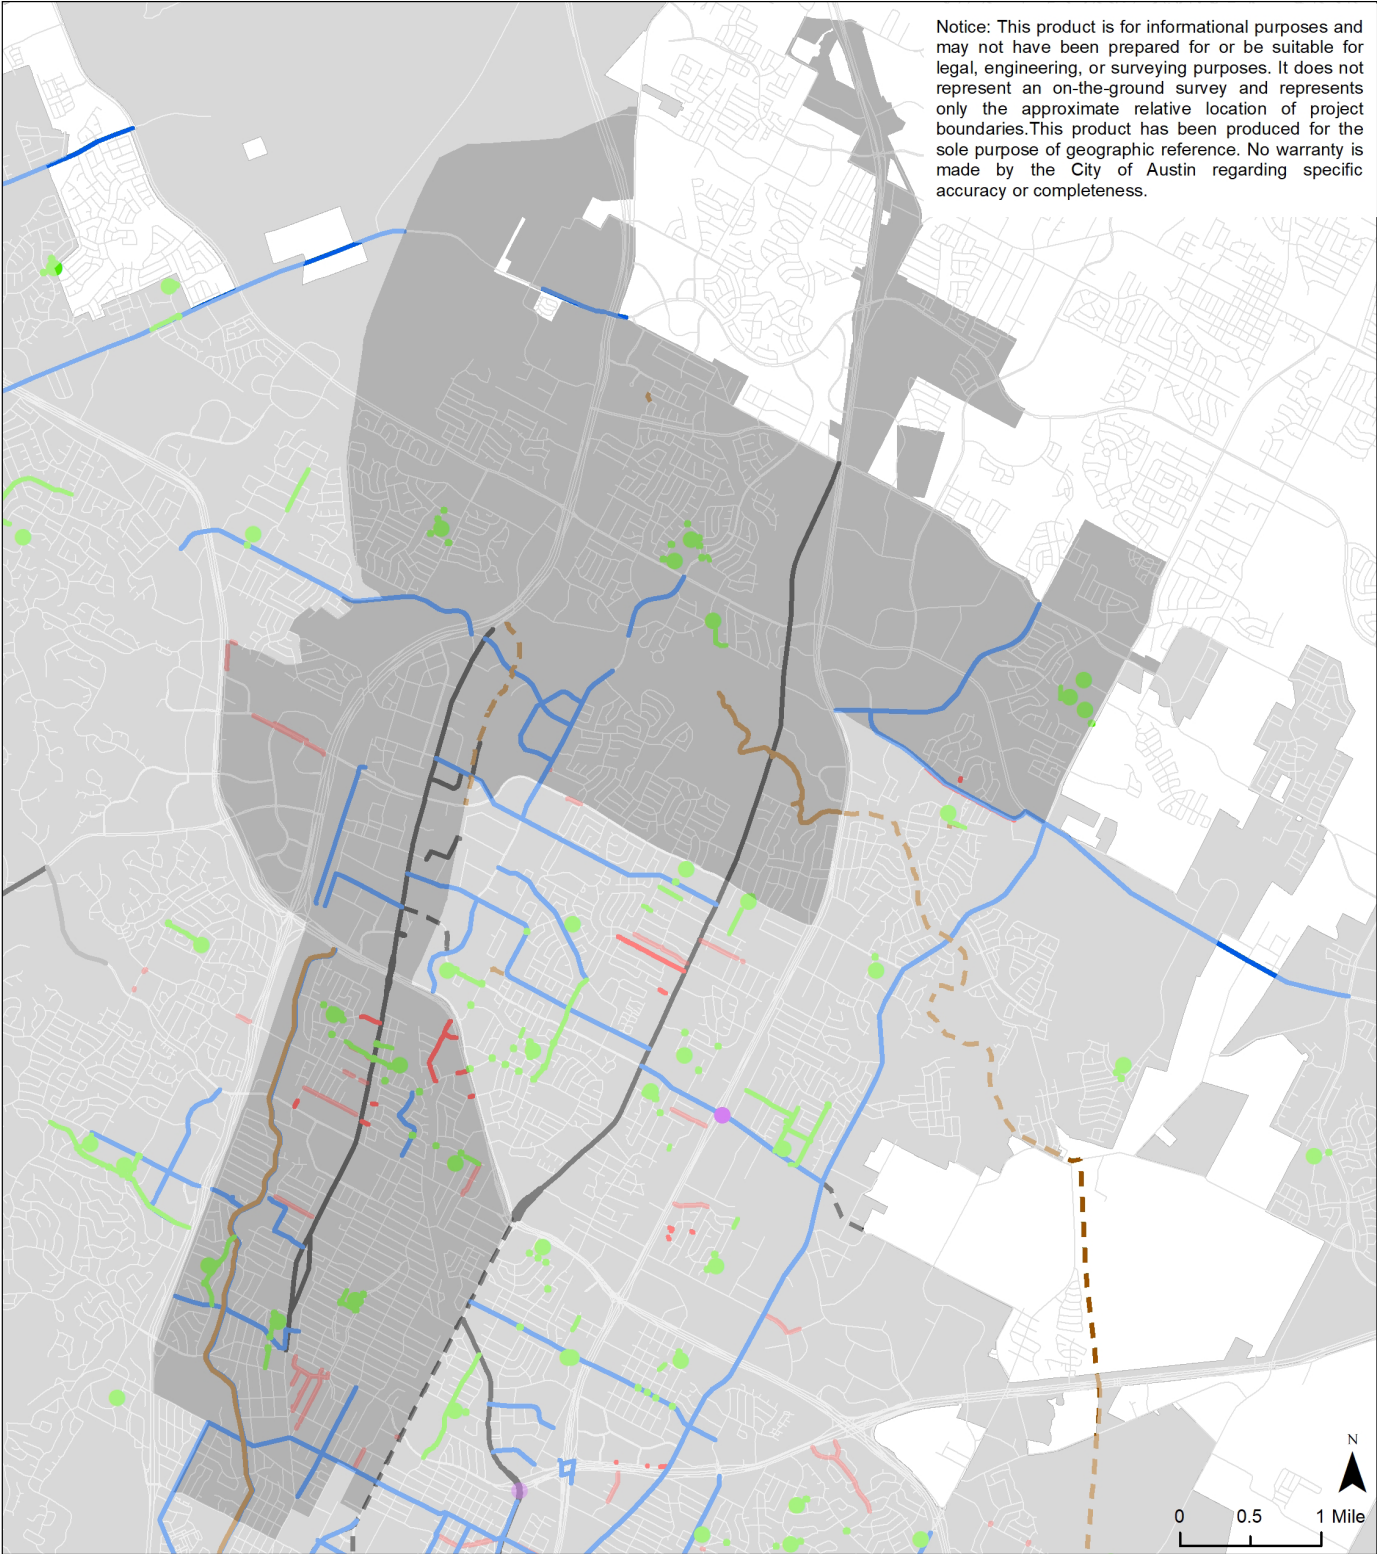 Notice: This product is for informational purposes and
may not have been prepared for or be suitable for
legal, engineering, or surveying purposes. It does not
represent an on-the-ground survey and represents
only the approximate relative location of project
boundaries.This product has been produced for the
sole purpose of geographic reference. No warranty is
made by the City of Austin regarding specific
accuracy or completeness.
N
0 0.5 1 Mile